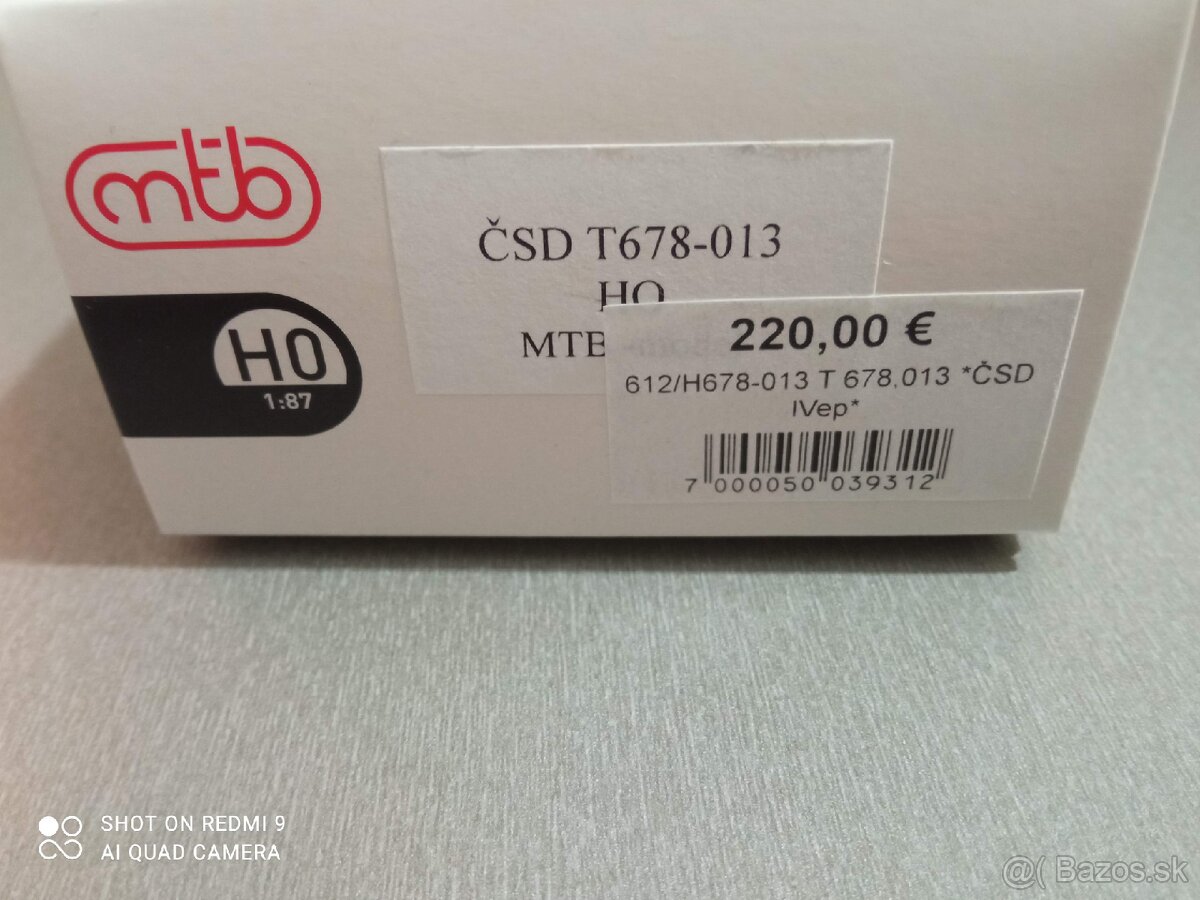 mtb
H0
1:87
ČSD T678-013
HO
MTB
220,00 €
612/H678-013 T 678.013 *ČSD
IVep*
7 000050 039312
SHOT ON REDMI 9
AI QUAD CAMERA
@( Bazos.sk